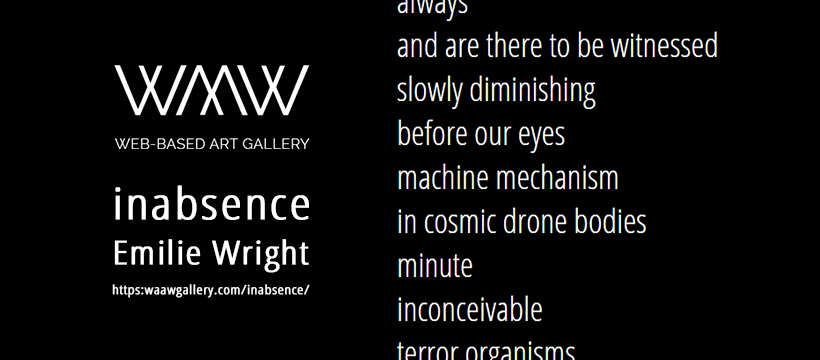 WAAW
WEB-BASED ART GALLERY
inabsence
Emilie Wright
https:waawgallery.com/inabsence/
always
and are there to be witnessed
slowly diminishing
before our eyes
machine mechanism
in cosmic drone bodies
minute
inconceivable
terror organisms